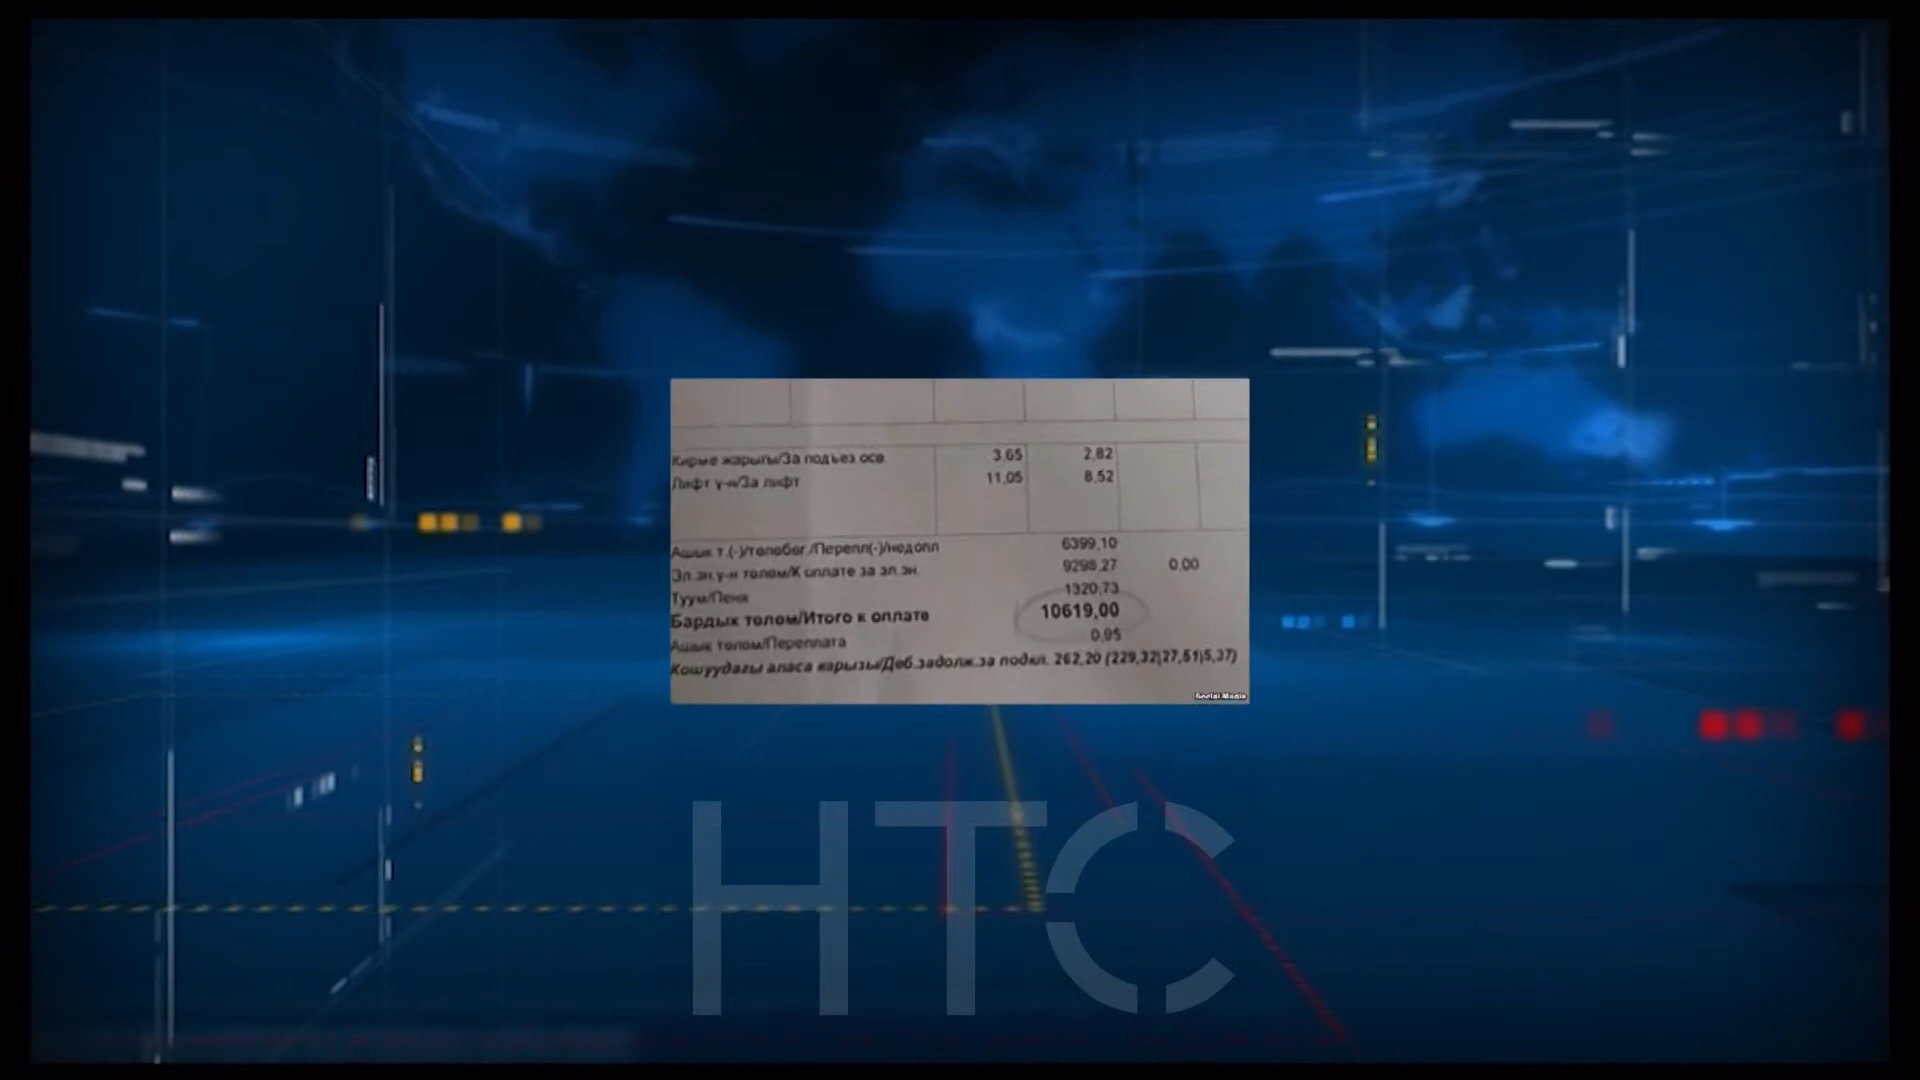 Кирме жарыгы/За подъез осв. 3,65 2,82
Лифт ү-н/За лифт 11,05 8,52
Ашык т.(-)/төлөбөг./Перепл(-)/недопл 6399,10
Эл.эн.ү-н төлөм/К оплате за эл.эн. 9298,27 0,00
Туум/Пеня 1320,73
Бардык төлөм/Итого к оплате 10619,00
Ашык төлөм/Переплата 0,95
Кошуудагы аласа карызы/Деб.задолж.за подкл. 262,20 (229,32\27,51\5,37)
Social Media
НТС